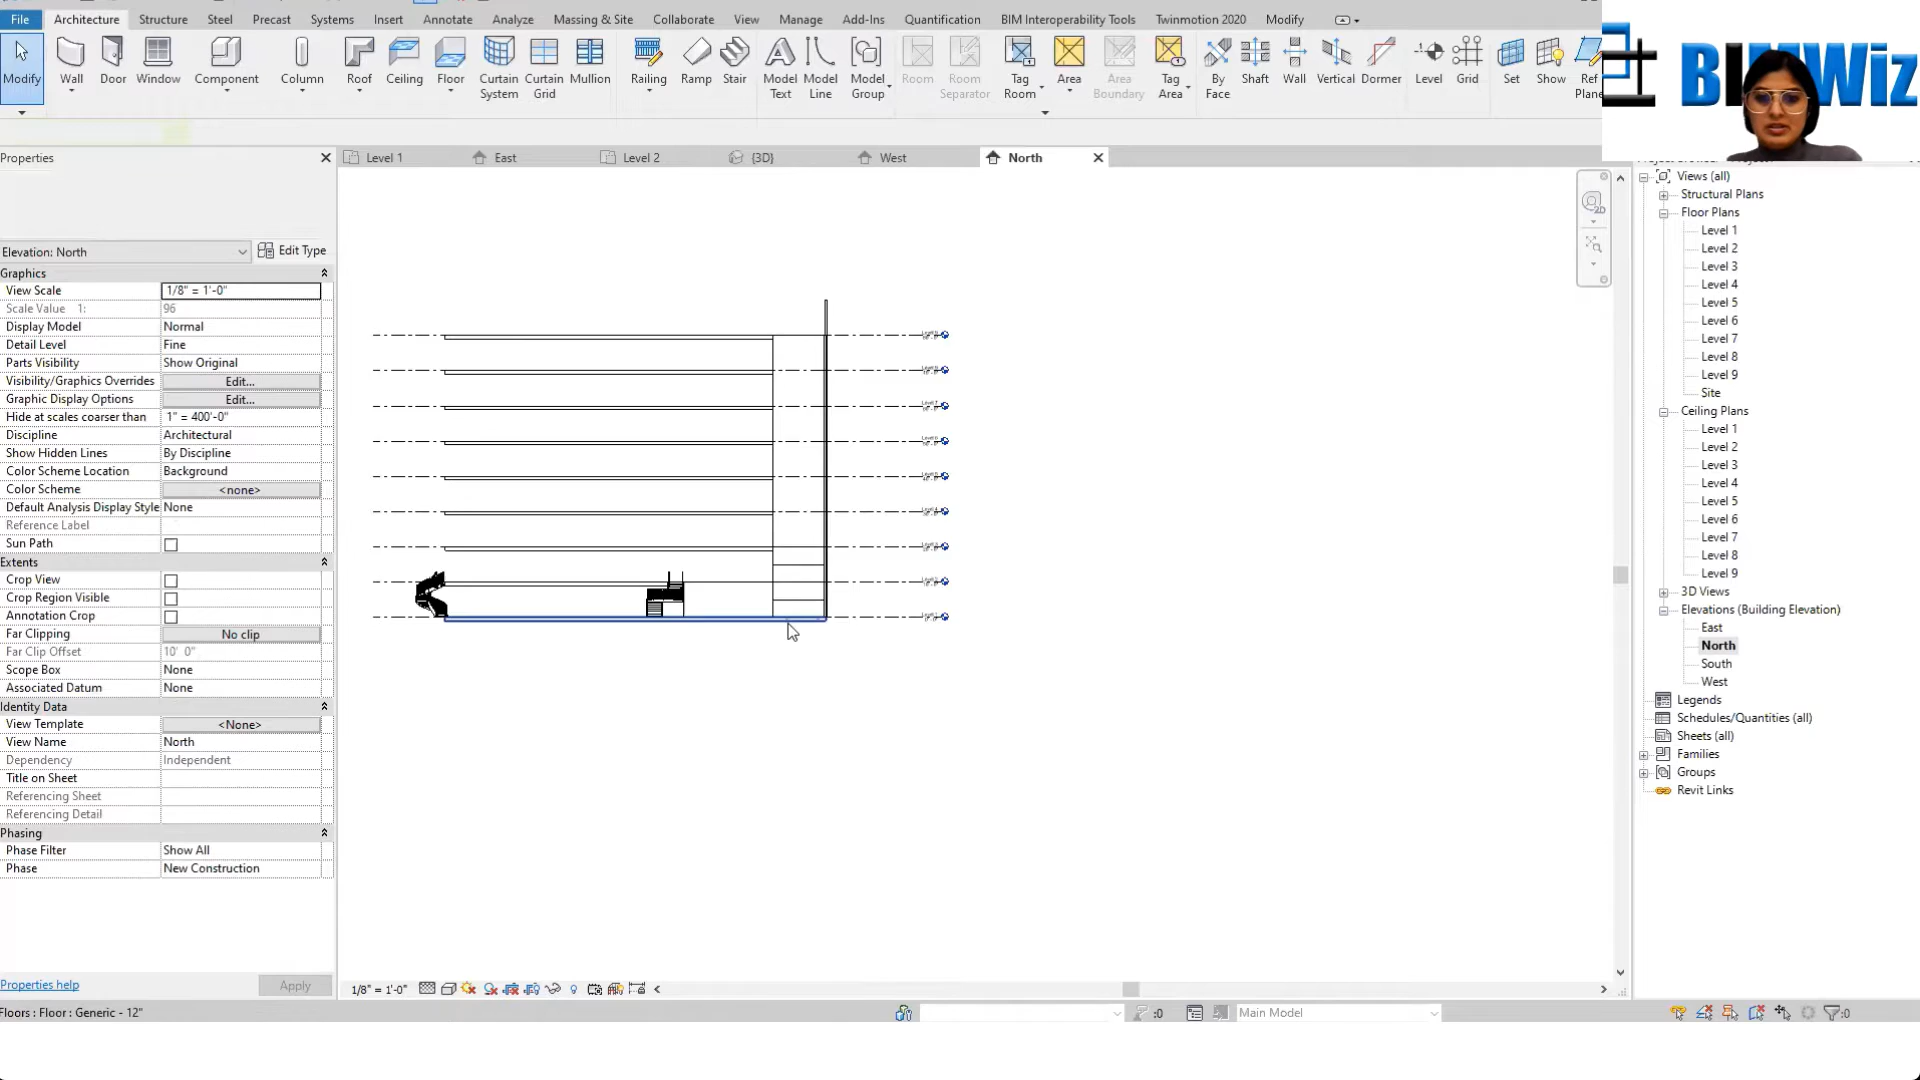 File Architecture Structure Steel Precast Systems Insert Annotate Analyze Massing & Site Collaborate View Manage Add-Ins Quantification BIM Interoperability Tools Twinmotion 2020 Modify
Modify Wall Door Window Component Column Roof Ceiling Floor Curtain System Curtain Grid Mullion Railing Ramp Stair Model Text Model Line Model Group Room Room Separator Tag Room Area Area Boundary Tag Area By Face Shaft Wall Vertical Dormer Level Grid Set Show Ref Plane
Properties
Level 1 East Level 2 {3D} West North
Elevation: North Edit Type
Graphics
View Scale 1/8" = 1'-0"
Scale Value 1: 96
Display Model Normal
Detail Level Fine
Parts Visibility Show Original
Visibility/Graphics Overrides Edit...
Graphic Display Options Edit...
Hide at scales coarser than 1" = 400'-0"
Discipline Architectural
Show Hidden Lines By Discipline
Color Scheme Location Background
Color Scheme <none>
Default Analysis Display Style None
Reference Label
Sun Path
Extents
Crop View
Crop Region Visible
Annotation Crop
Far Clipping No clip
Far Clip Offset 10' 0"
Scope Box None
Associated Datum None
Identity Data
View Template <None>
View Name North
Dependency Independent
Title on Sheet
Referencing Sheet
Referencing Detail
Phasing
Phase Filter Show All
Phase New Construction
Properties help Apply
1/8" = 1'-0"
2D
Views (all)
Structural Plans
Floor Plans
Level 1
Level 2
Level 3
Level 4
Level 5
Level 6
Level 7
Level 8
Level 9
Site
Ceiling Plans
Level 1
Level 2
Level 3
Level 4
Level 5
Level 6
Level 7
Level 8
Level 9
3D Views
Elevations (Building Elevation)
East
North
South
West
Legends
Schedules/Quantities (all)
Sheets (all)
Families
Groups
Revit Links
Floors : Floor : Generic - 12" :0 Main Model :0